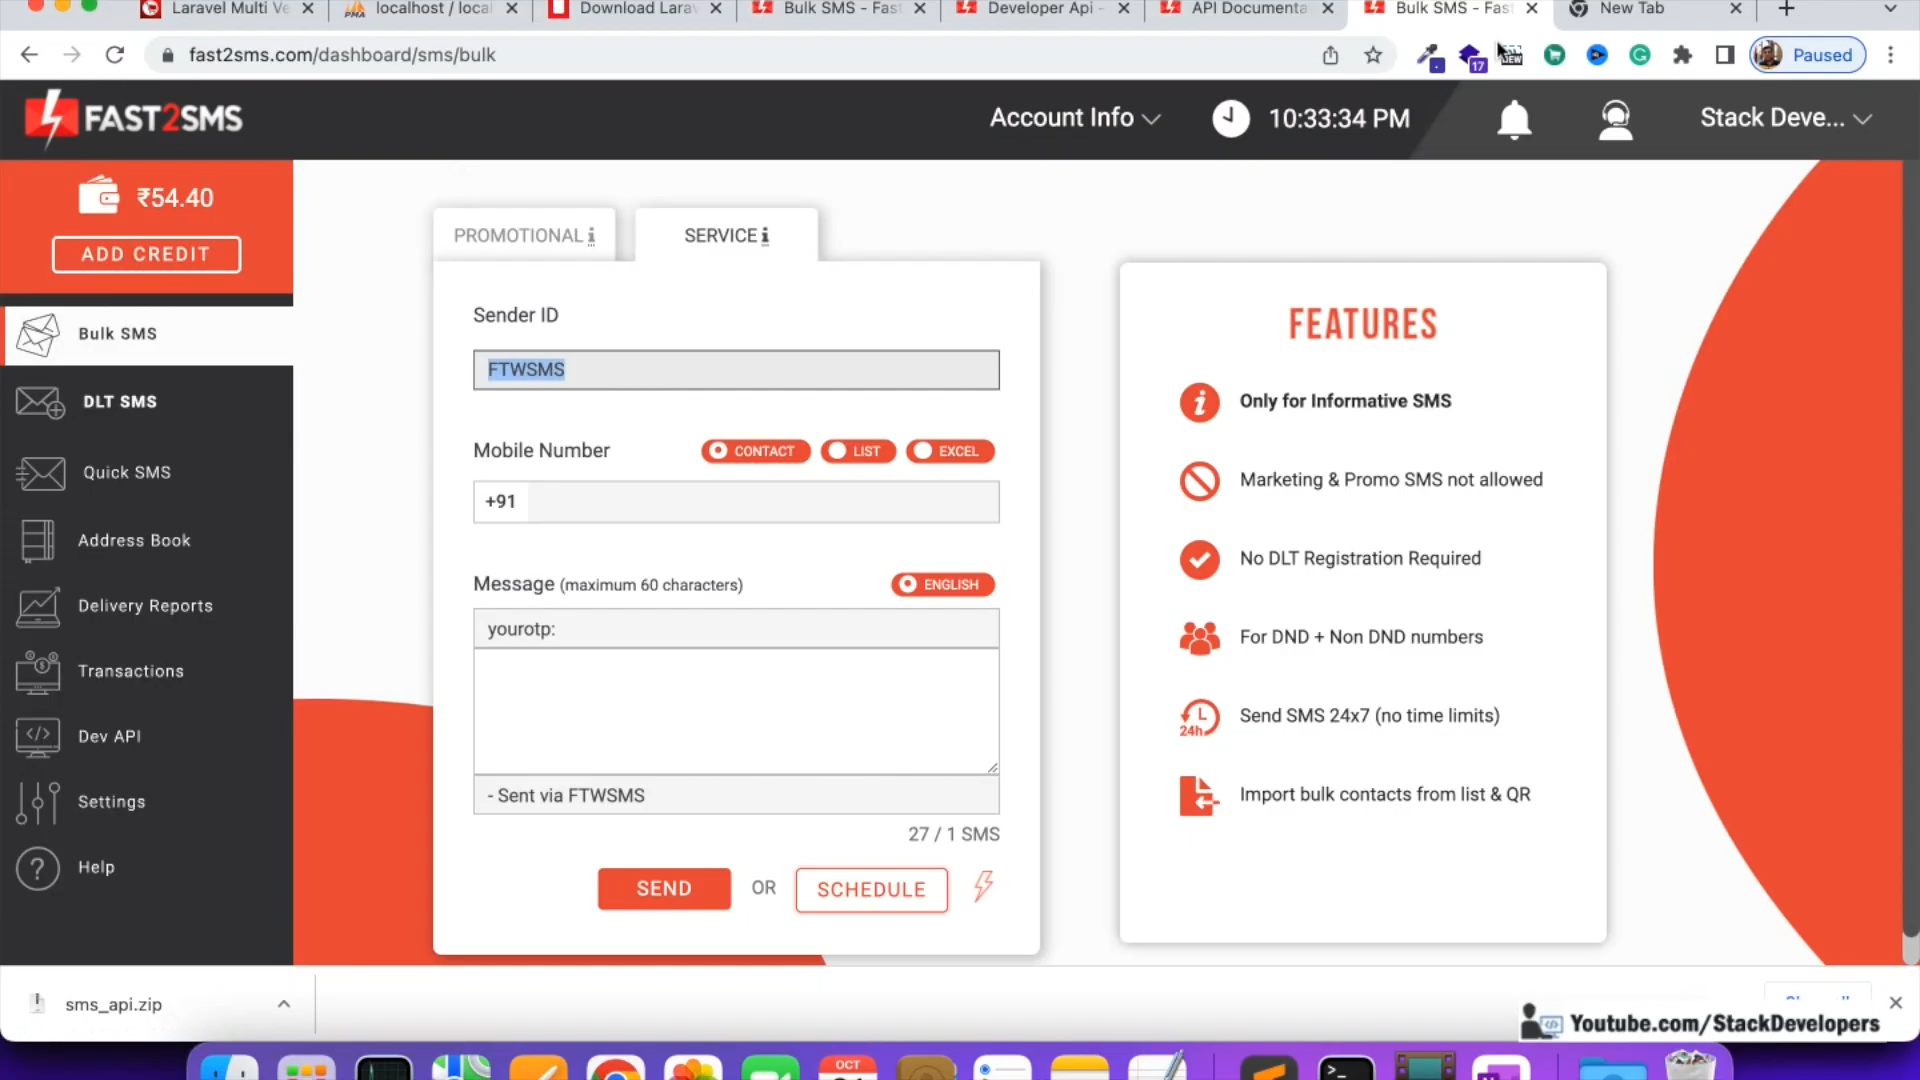 Laravel Multi Ve
localhost / local
Download Larav
Bulk SMS - Fast
Developer Api -
API Documenta
Bulk SMS - Fast
New Tab
fast2sms.com/dashboard/sms/bulk
17
Paused
FAST2SMS
Account Info
10:33:34 PM
Stack Deve...
₹54.40
ADD CREDIT
Bulk SMS
DLT SMS
Quick SMS
Address Book
Delivery Reports
Transactions
Dev API
Settings
Help
PROMOTIONAL
SERVICE
Sender ID
FTWSMS
Mobile Number
CONTACT
LIST
EXCEL
+91
Message (maximum 60 characters)
ENGLISH
yourotp:
- Sent via FTWSMS
27 / 1 SMS
SEND
OR
SCHEDULE
FEATURES
Only for Informative SMS
Marketing & Promo SMS not allowed
No DLT Registration Required
For DND + Non DND numbers
24h
Send SMS 24x7 (no time limits)
Import bulk contacts from list & QR
sms_api.zip
Youtube.com/StackDevelopers
OCT